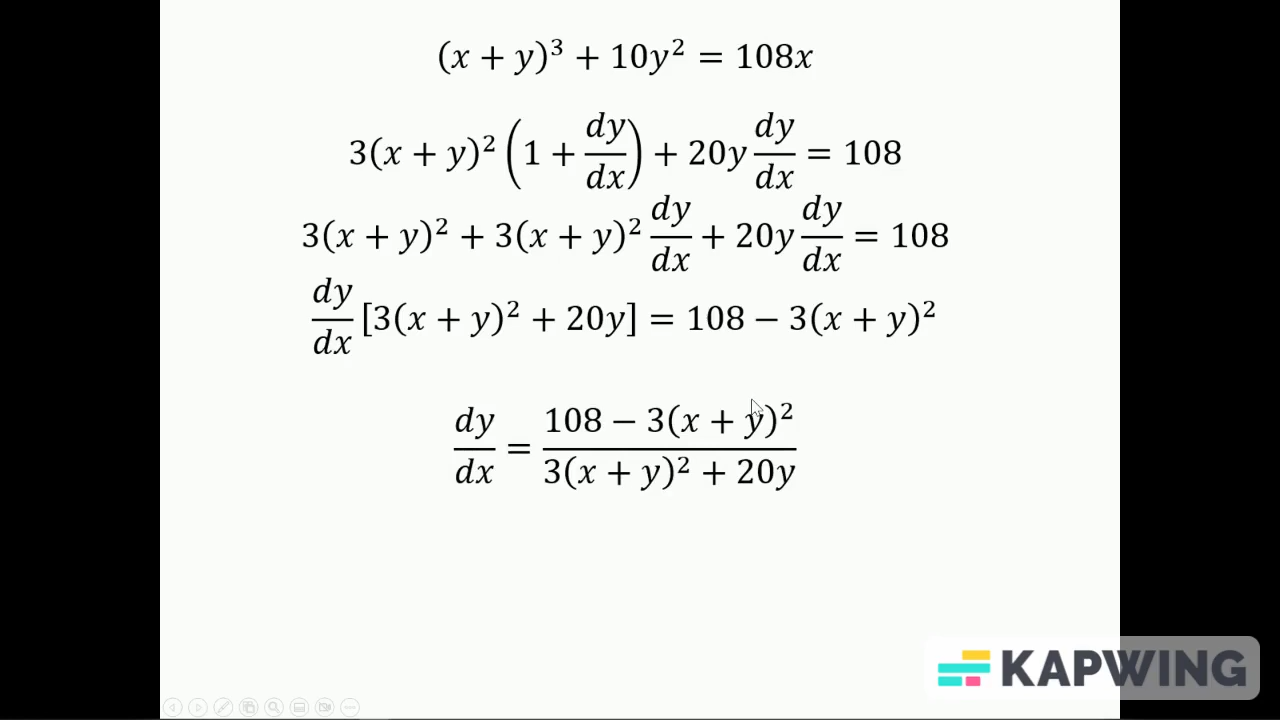 (x + y)³ + 10y² = 108x
3(x + y)² (1 + dy/dx) + 20y dy/dx = 108
3(x + y)² + 3(x + y)² dy/dx + 20y dy/dx = 108
dy/dx [3(x + y)² + 20y] = 108 − 3(x + y)²
dy/dx = (108 − 3(x + y)²)/(3(x + y)² + 20y)
KAPWING